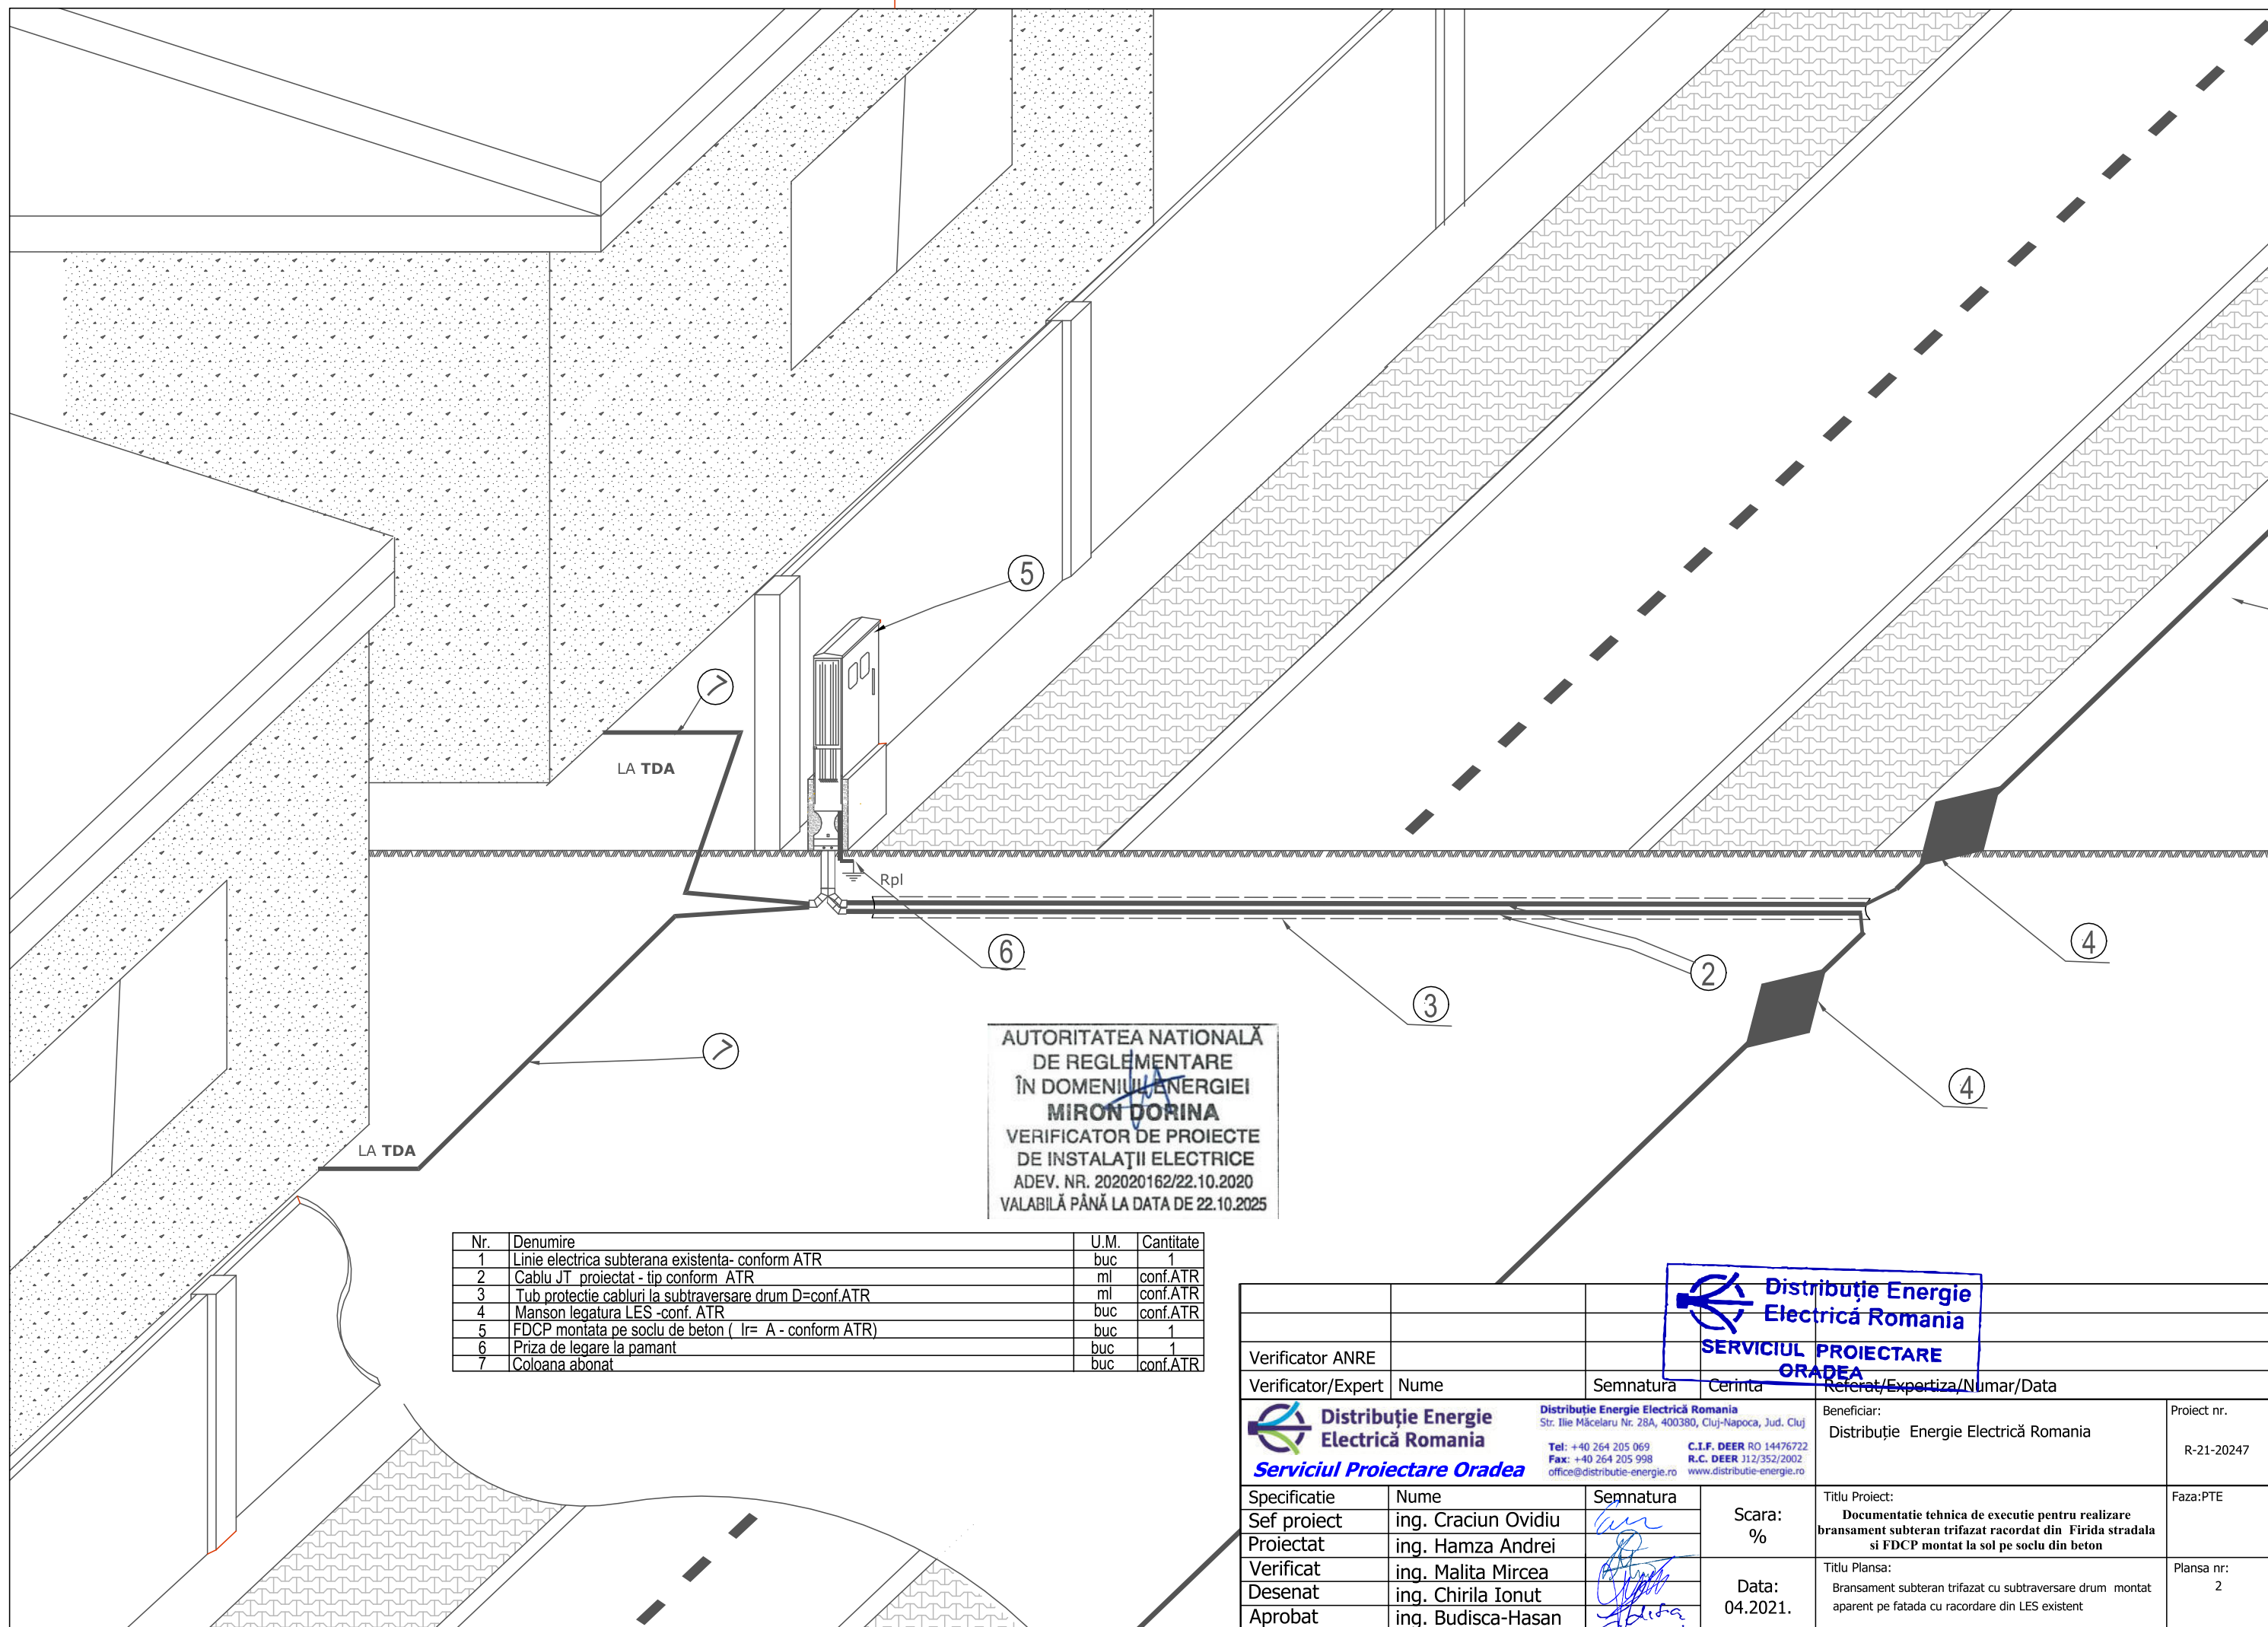 5
7
LA TDA
Rpl
6
3
2
4
4
7
LA TDA
AUTORITATEA NATIONALĂ
DE REGLEMENTARE
ÎN DOMENIUL ENERGIEI
MIRON DORINA
VERIFICATOR DE PROIECTE
DE INSTALAŢII ELECTRICE
ADEV. NR. 202020162/22.10.2020
VALABILĂ PÂNĂ LA DATA DE 22.10.2025
Nr. Denumire U.M. Cantitate
1 Linie electrica subterana existenta- conform ATR buc 1
2 Cablu JT proiectat - tip conform ATR ml conf.ATR
3 Tub protectie cabluri la subtraversare drum D=conf.ATR ml conf.ATR
4 Manson legatura LES -conf. ATR buc conf.ATR
5 FDCP montata pe soclu de beton ( Ir= A - conform ATR) buc 1
6 Priza de legare la pamant buc 1
7 Coloana abonat buc conf.ATR
Distribuție Energie
Electrică Romania
SERVICIUL PROIECTARE
ORADEA
Verificator ANRE
Verificator/Expert Nume Semnatura Cerinta Referat/Expertiza/Numar/Data
Distribuție Energie
Electrică Romania
Serviciul Proiectare Oradea
Distribuție Energie Electrică Romania
Str. Ilie Măcelaru Nr. 28A, 400380, Cluj-Napoca, Jud. Cluj
Tel: +40 264 205 069 C.I.F. DEER RO 14476722
Fax: +40 264 205 998 R.C. DEER J12/352/2002
office@distributie-energie.ro www.distributie-energie.ro
Beneficiar:
Distribuție Energie Electrică Romania
Proiect nr.
R-21-20247
Specificatie Nume Semnatura
Sef proiect ing. Craciun Ovidiu
Proiectat ing. Hamza Andrei
Verificat ing. Malita Mircea
Desenat ing. Chirila Ionut
Aprobat ing. Budisca-Hasan
Scara:
%
Data:
04.2021.
Titlu Proiect:
Documentatie tehnica de executie pentru realizare
bransament subteran trifazat racordat din Firida stradala
si FDCP montat la sol pe soclu din beton
Faza:PTE
Titlu Plansa:
Bransament subteran trifazat cu subtraversare drum montat
aparent pe fatada cu racordare din LES existent
Plansa nr:
2